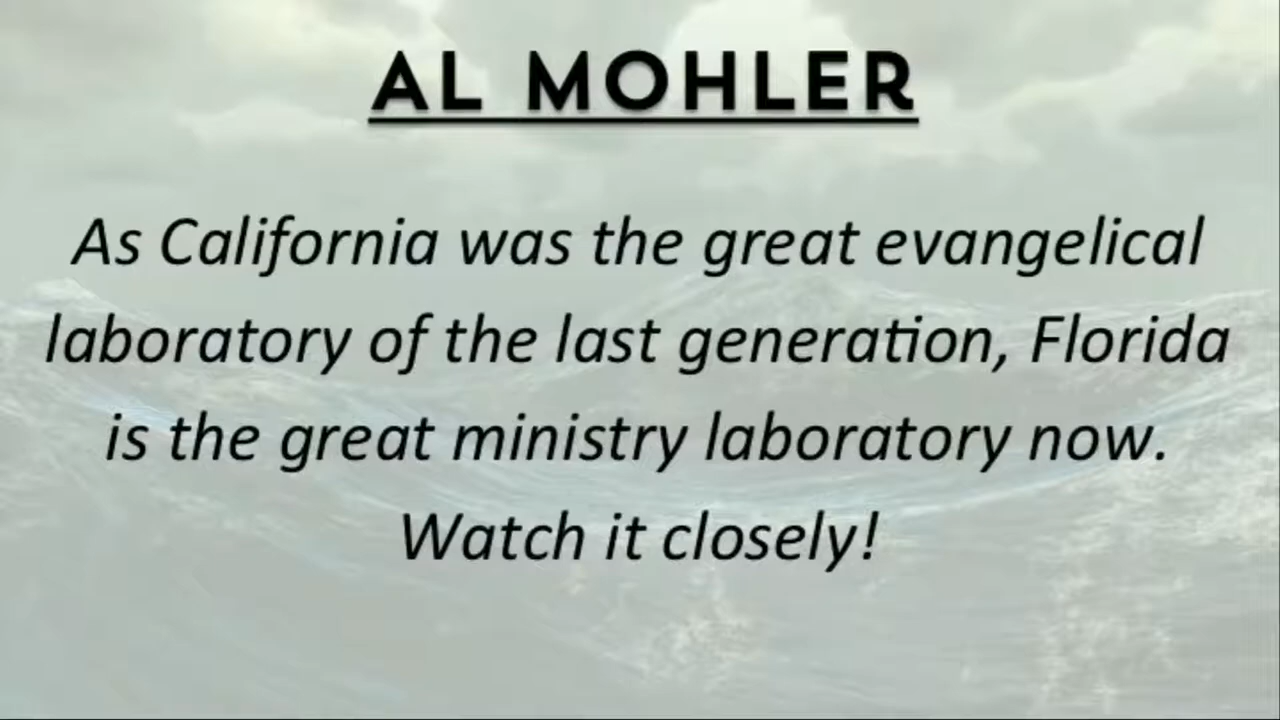 AL MOHLER
As California was the great evangelical
laboratory of the last generation, Florida
is the great ministry laboratory now.
Watch it closely!